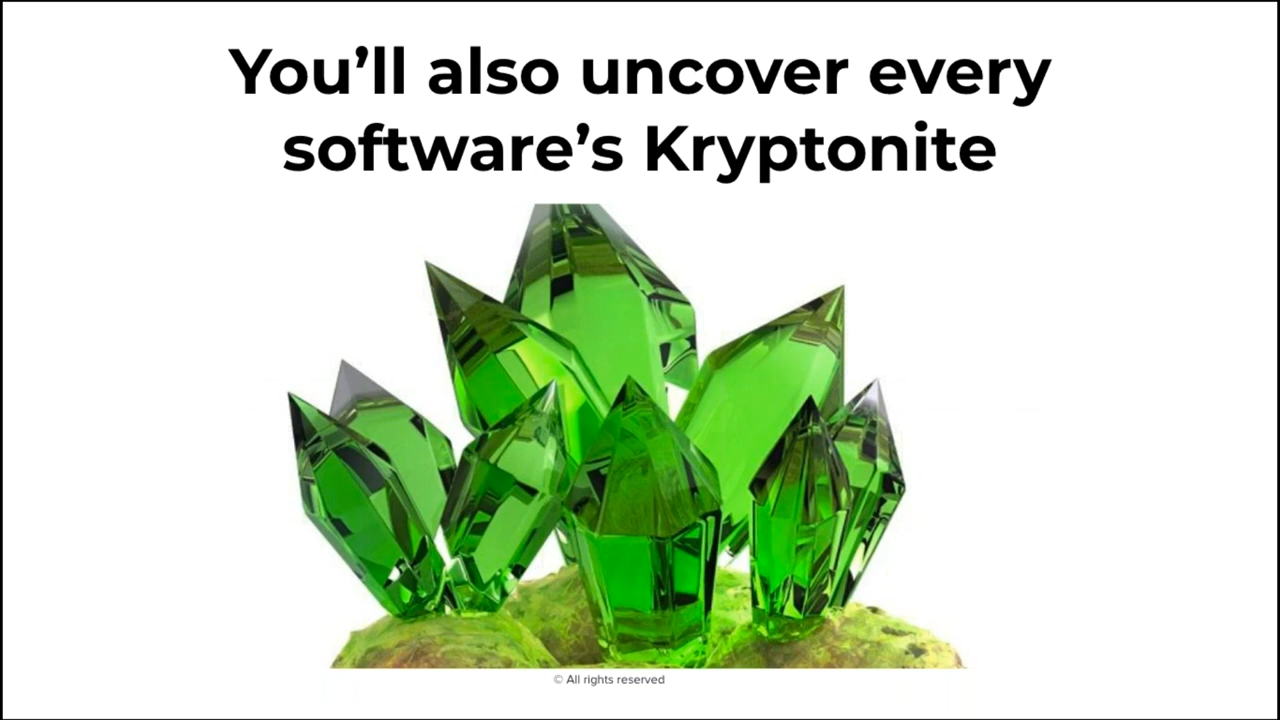 You’ll also uncover every
software’s Kryptonite
© All rights reserved